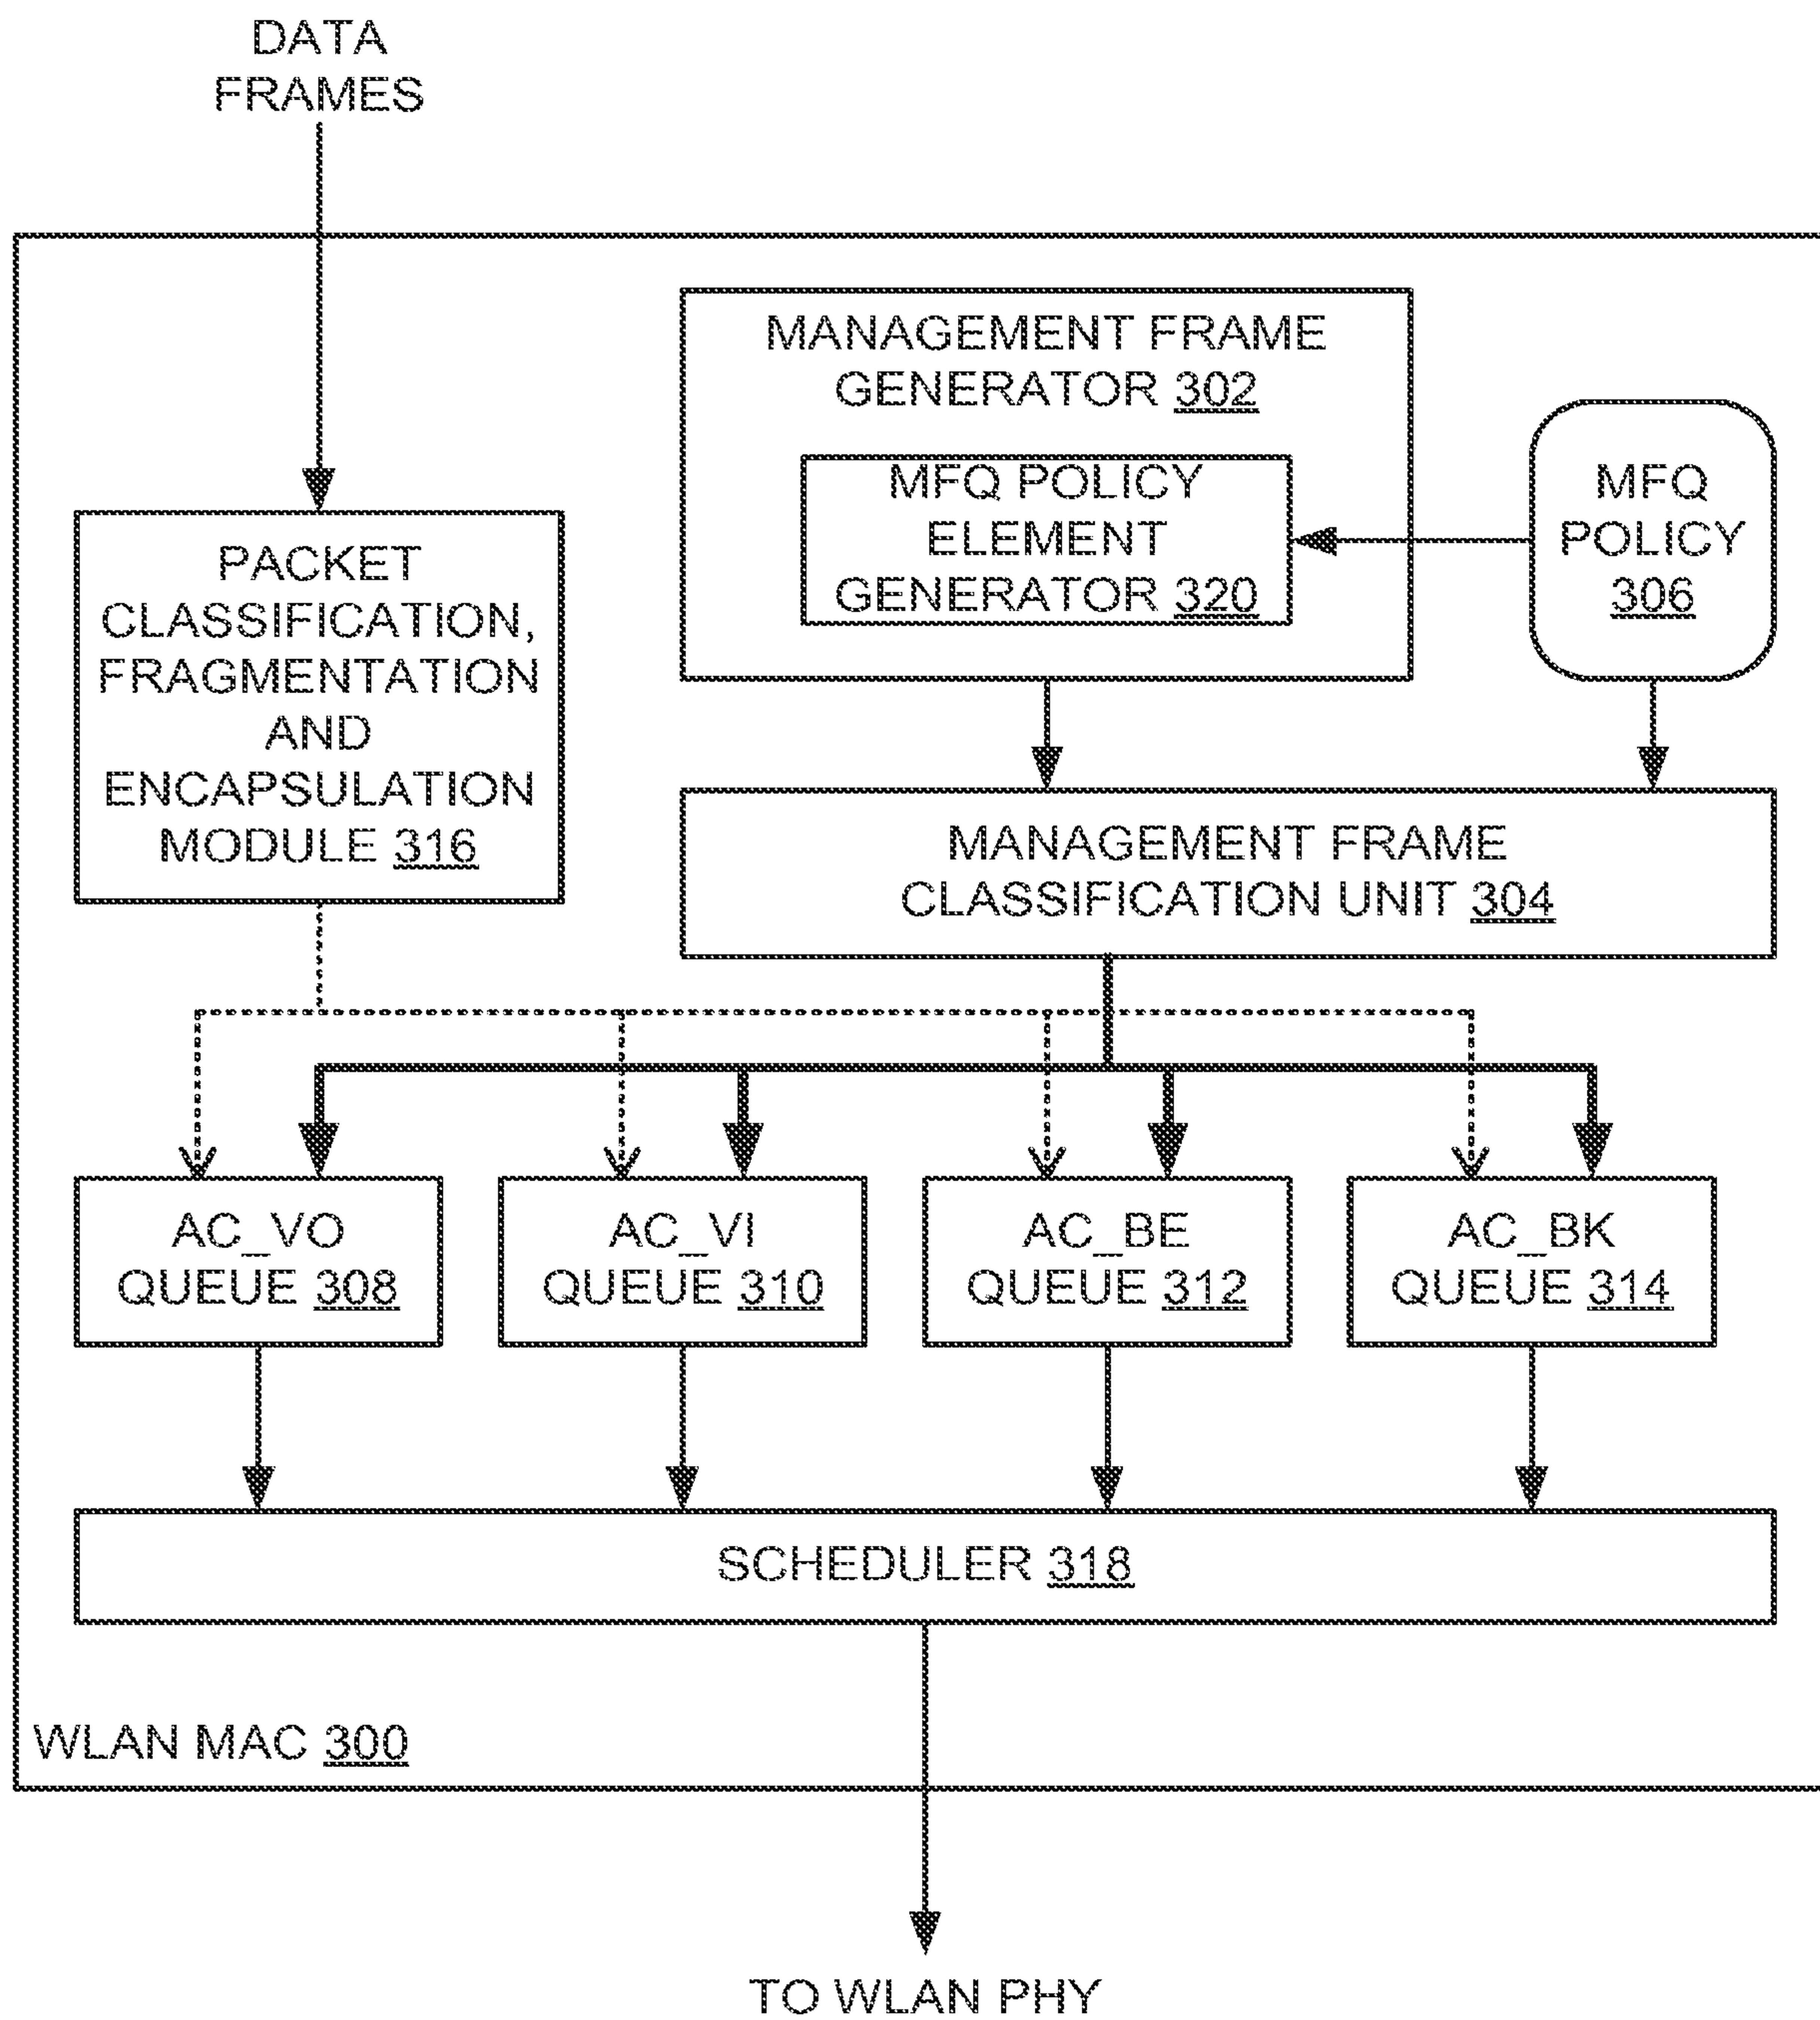 DATA
FRAMES
MANAGEMENT FRAME
GENERATOR 302
MFQ POLICY
ELEMENT
GENERATOR 320
MFQ
POLICY
306
PACKET
CLASSIFICATION,
FRAGMENTATION
AND
ENCAPSULATION
MODULE 316
MANAGEMENT FRAME
CLASSIFICATION UNIT 304
AC_VO
QUEUE 308
AC_VI
QUEUE 310
AC_BE
QUEUE 312
AC_BK
QUEUE 314
SCHEDULER 318
WLAN MAC 300
TO WLAN PHY